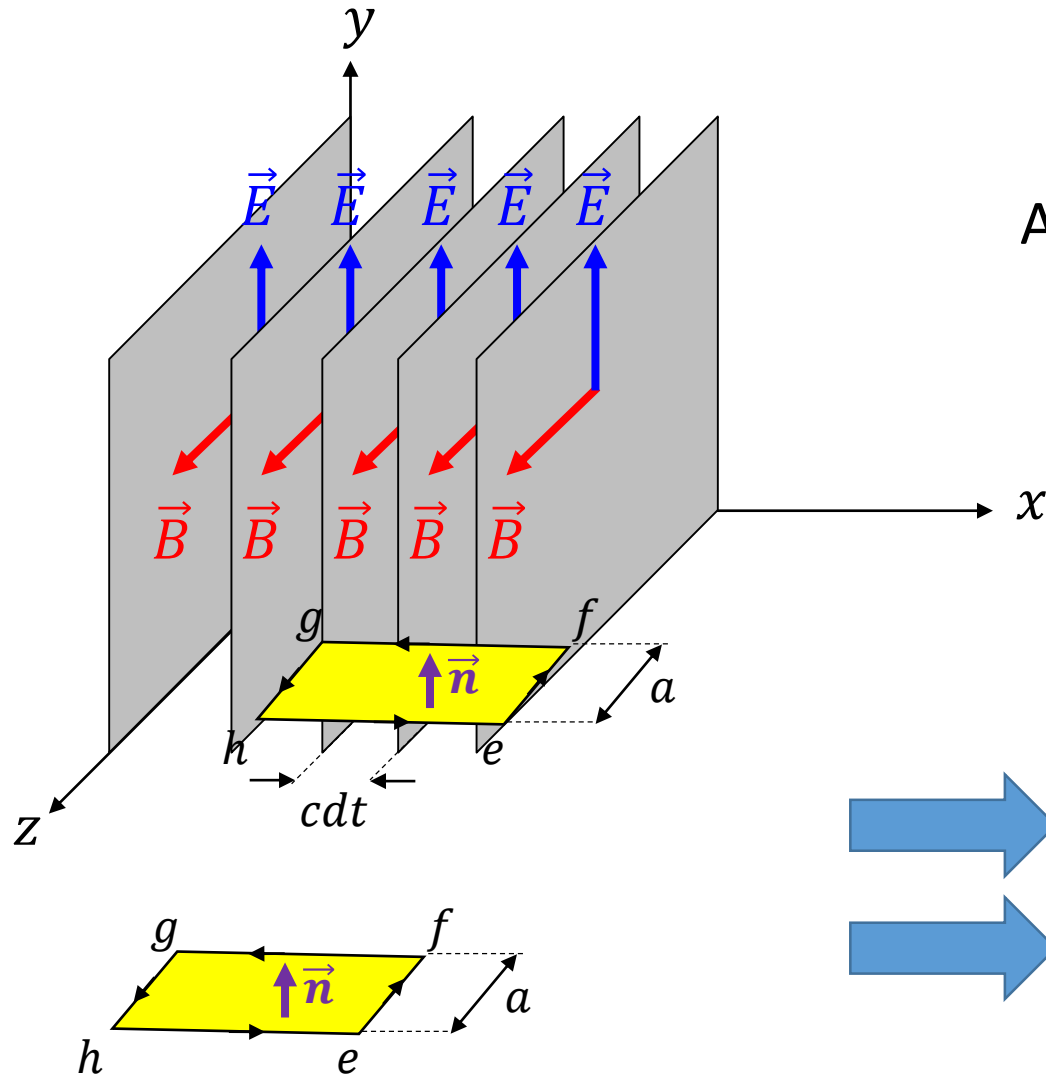 y
E⃗ E⃗ E⃗ E⃗ E⃗
A
x
B⃗ B⃗ B⃗ B⃗ B⃗
g f
n⃗
a
h e
cdt
z
g f
n⃗
a
h e